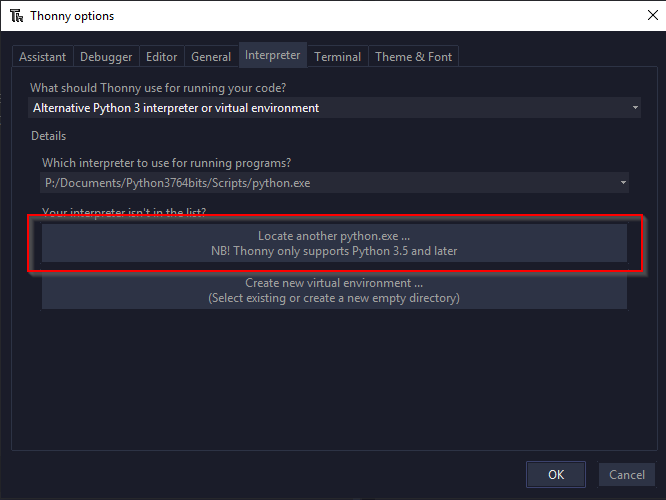 Thonny options
Assistant Debugger Editor General Interpreter Terminal Theme & Font
What should Thonny use for running your code?
Alternative Python 3 interpreter or virtual environment
Details
Which interpreter to use for running programs?
P:/Documents/Python3764bits/Scripts/python.exe
Your interpreter isn't in the list?
Locate another python.exe ...
NB! Thonny only supports Python 3.5 and later
Create new virtual environment ...
(Select existing or create a new empty directory)
OK Cancel